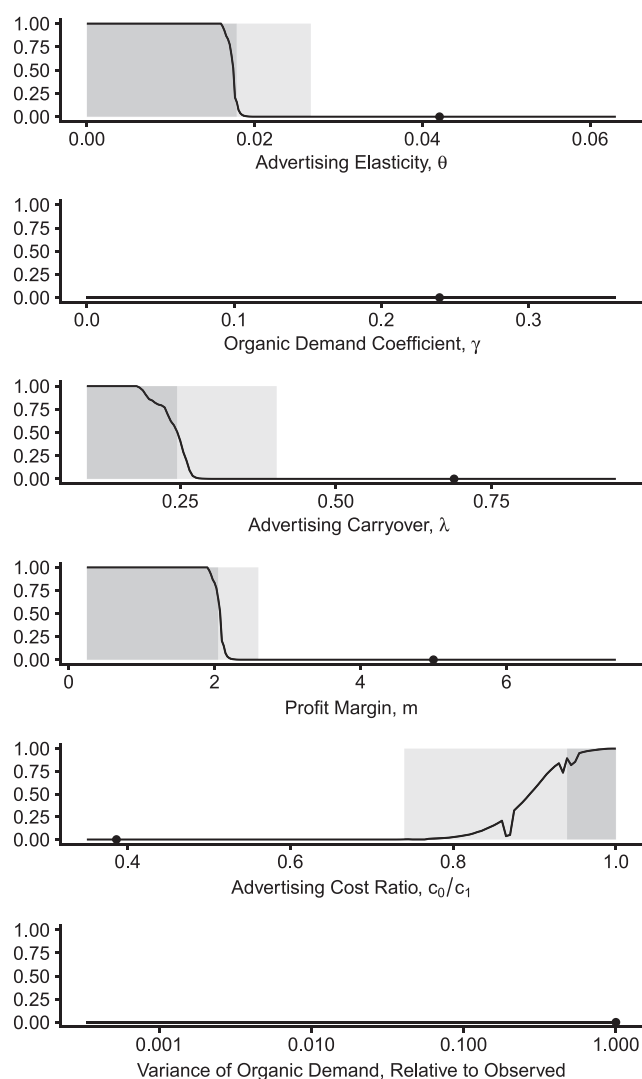 1.00
0.75
0.50
0.25
0.00
0.00 0.02 0.04 0.06
Advertising Elasticity, θ
1.00
0.75
0.50
0.25
0.00
0.0 0.1 0.2 0.3
Organic Demand Coefficient, γ
1.00
0.75
0.50
0.25
0.00
0.25 0.50 0.75
Advertising Carryover, λ
1.00
0.75
0.50
0.25
0.00
0 2 4 6
Profit Margin, m
1.00
0.75
0.50
0.25
0.00
0.4 0.6 0.8 1.0
Advertising Cost Ratio, c₀/c₁
1.00
0.75
0.50
0.25
0.00
0.001 0.010 0.100 1.000
Variance of Organic Demand, Relative to Observed